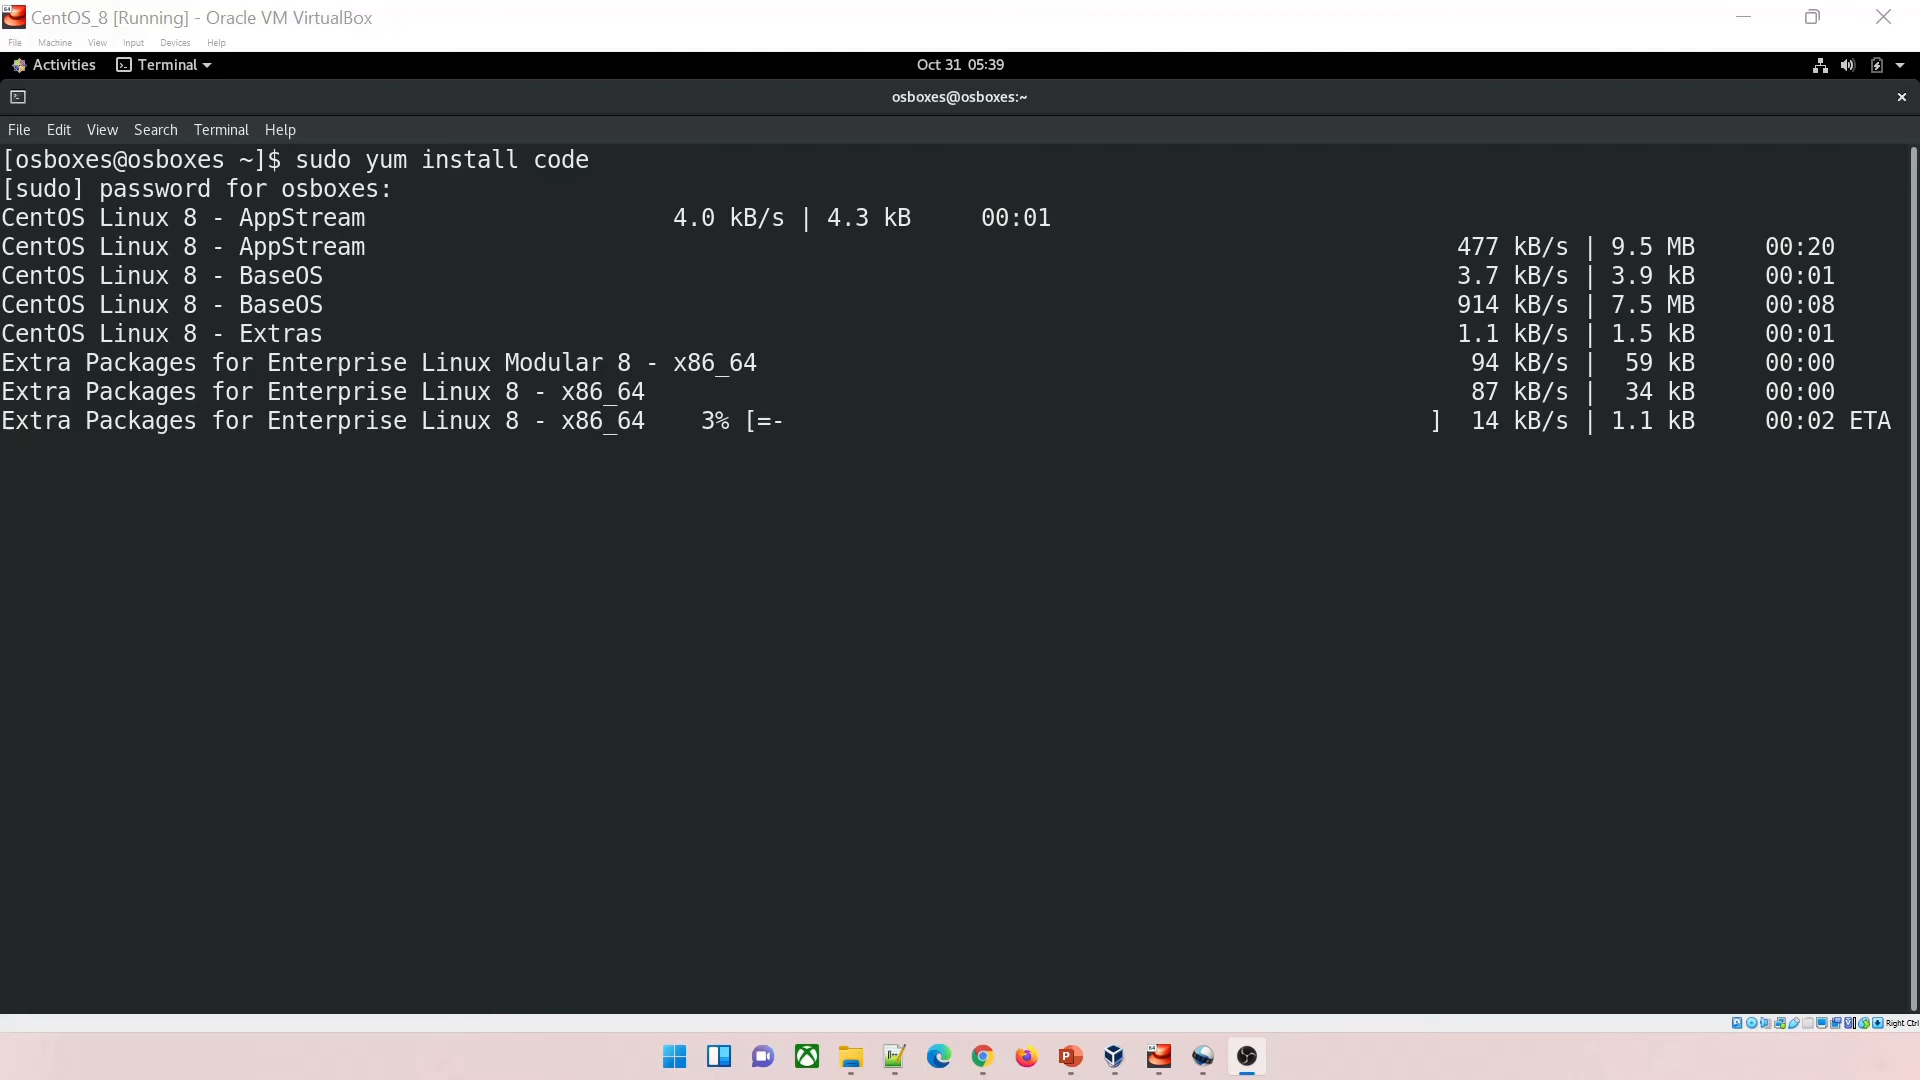 CentOS_8 [Running] - Oracle VM VirtualBox
File Machine View Input Devices Help
Activities Terminal Oct 31 05:39
osboxes@osboxes:~
File Edit View Search Terminal Help
[osboxes@osboxes ~]$ sudo yum install code
[sudo] password for osboxes:
CentOS Linux 8 - AppStream 4.0 kB/s | 4.3 kB 00:01
CentOS Linux 8 - AppStream 477 kB/s | 9.5 MB 00:20
CentOS Linux 8 - BaseOS 3.7 kB/s | 3.9 kB 00:01
CentOS Linux 8 - BaseOS 914 kB/s | 7.5 MB 00:08
CentOS Linux 8 - Extras 1.1 kB/s | 1.5 kB 00:01
Extra Packages for Enterprise Linux Modular 8 - x86_64 94 kB/s | 59 kB 00:00
Extra Packages for Enterprise Linux 8 - x86_64 87 kB/s | 34 kB 00:00
Extra Packages for Enterprise Linux 8 - x86_64 3% [=- ] 14 kB/s | 1.1 kB 00:02 ETA
Right Ctrl